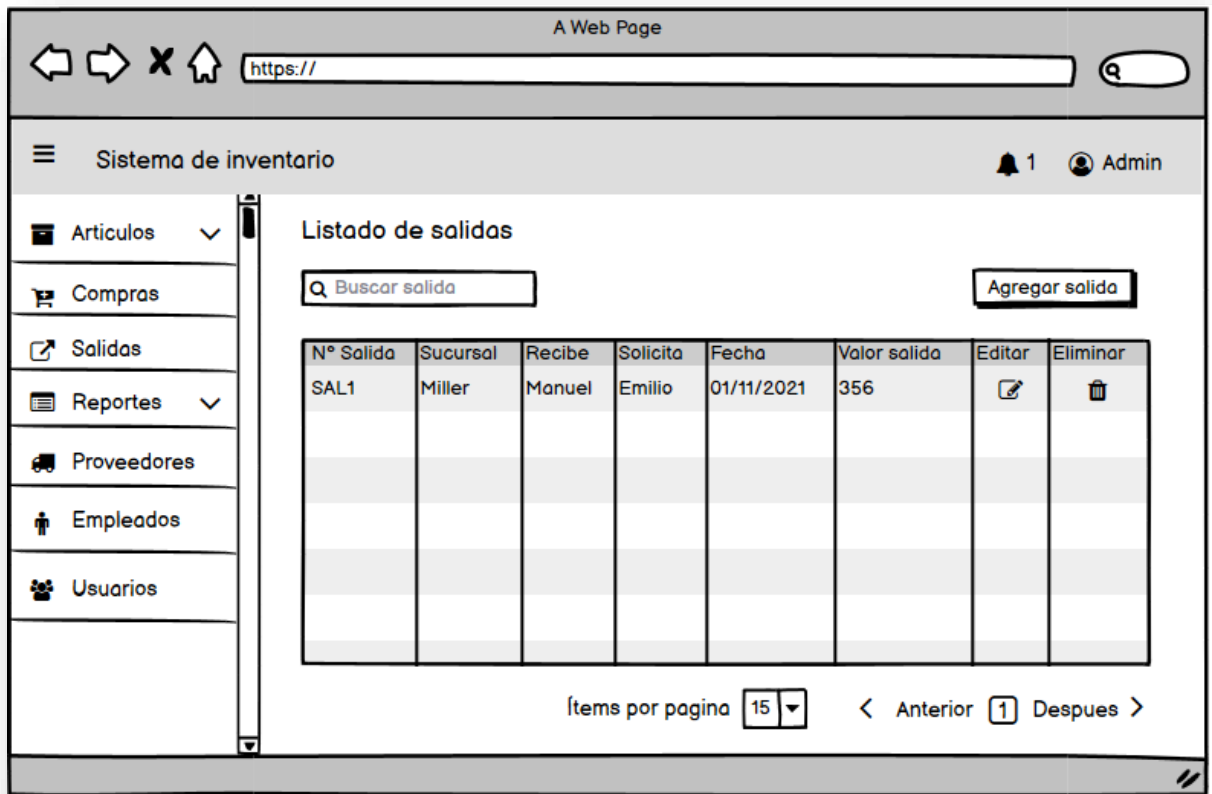 A Web Page
https://
Sistema de inventario
1
Admin
Articulos
Compras
Salidas
Reportes
Proveedores
Empleados
Usuarios
Listado de salidas
Buscar salida
Agregar salida
Nº Salida Sucursal Recibe Solicita Fecha Valor salida Editar Eliminar
SAL1 Miller Manuel Emilio 01/11/2021 356
Ítems por pagina 15 Anterior 1 Despues